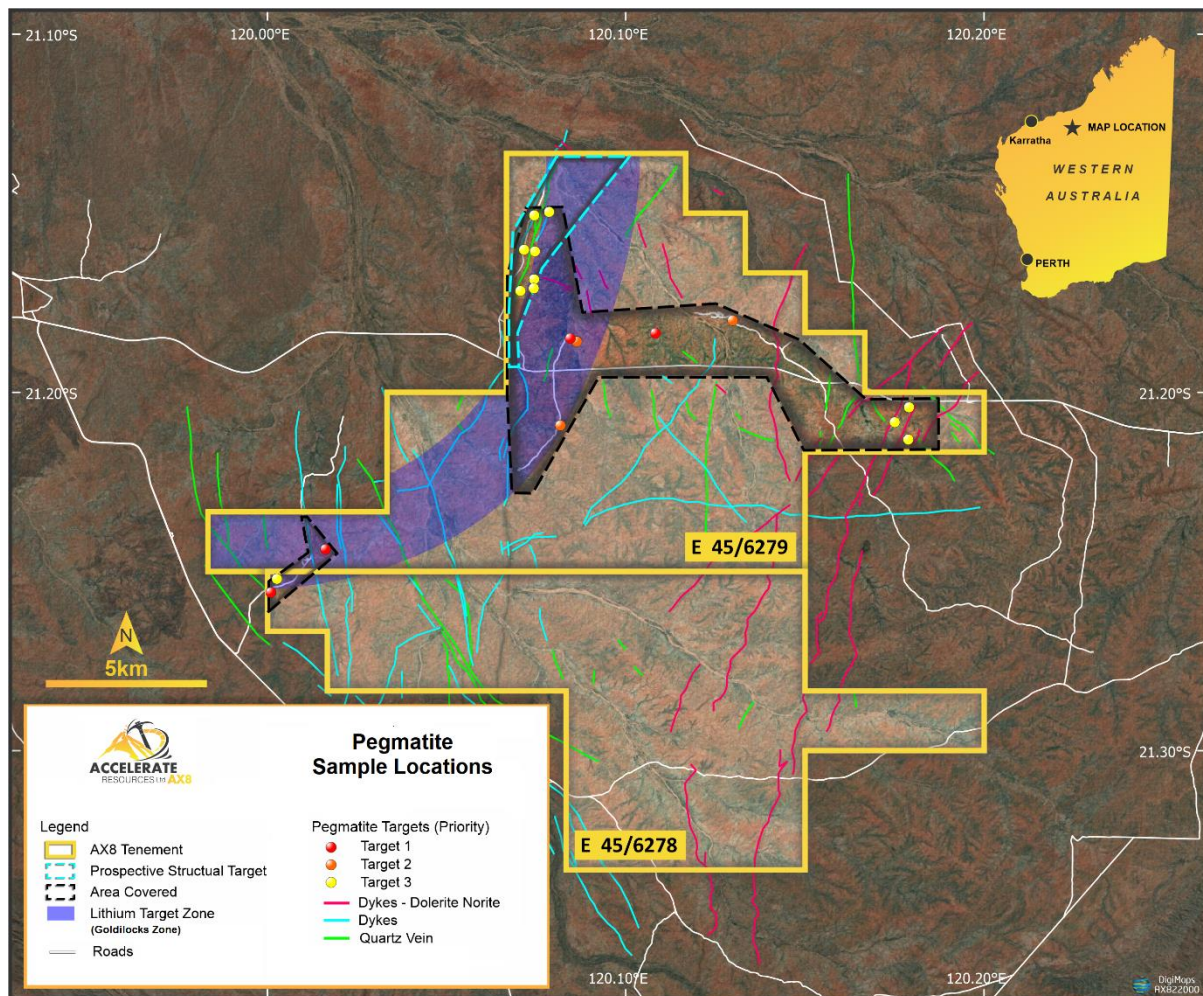 21.10°S
120.00°E
120.10°E
120.20°E
Karratha
MAP LOCATION
WESTERN
AUSTRALIA
PERTH
21.20°S
21.20°S
E 45/6279
N
5km
21.30°S
E 45/6278
ACCELERATE
RESOURCES Ltd AX8
Pegmatite
Sample Locations
Legend
AX8 Tenement
Prospective Structual Target
Area Covered
Lithium Target Zone
(Goldilocks Zone)
Roads
Pegmatite Targets (Priority)
Target 1
Target 2
Target 3
Dykes - Dolerite Norite
Dykes
Quartz Vein
120.10°E
120.20°E
DigiMaps
AX822000